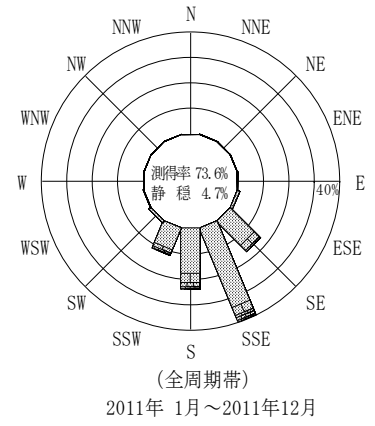 N
NNW NNE
NW NE
WNW ENE
測得率 73.6%
W 静 穏 4.7% 40% E
WSW ESE
SW SE
SSW SSE
S
(全周期帯)
2011年 1月～2011年12月